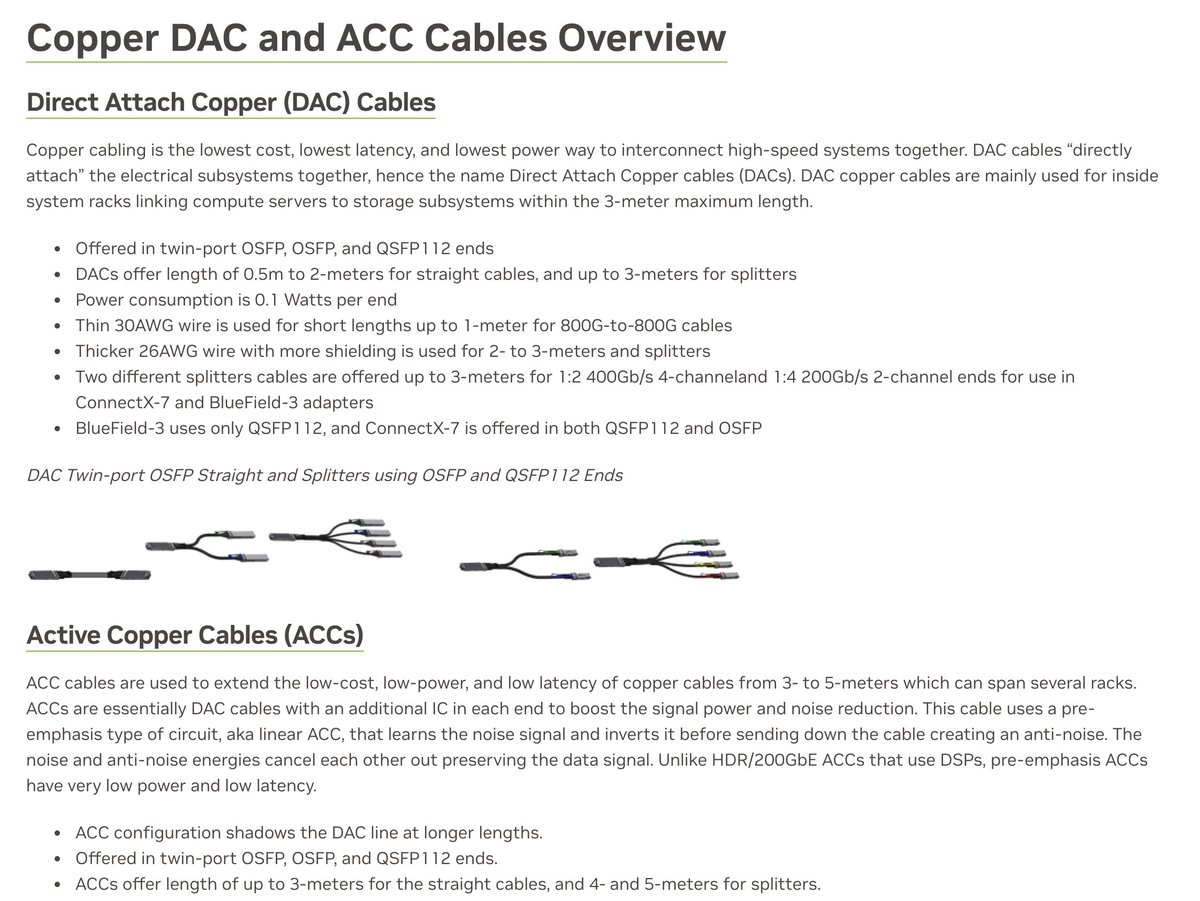 Copper DAC and ACC Cables Overview
Direct Attach Copper (DAC) Cables
Copper cabling is the lowest cost, lowest latency, and lowest power way to interconnect high-speed systems together. DAC cables “directly
attach” the electrical subsystems together, hence the name Direct Attach Copper cables (DACs). DAC copper cables are mainly used for inside
system racks linking compute servers to storage subsystems within the 3-meter maximum length.
• Offered in twin-port OSFP, OSFP, and QSFP112 ends
• DACs offer length of 0.5m to 2-meters for straight cables, and up to 3-meters for splitters
• Power consumption is 0.1 Watts per end
• Thin 30AWG wire is used for short lengths up to 1-meter for 800G-to-800G cables
• Thicker 26AWG wire with more shielding is used for 2- to 3-meters and splitters
• Two different splitters cables are offered up to 3-meters for 1:2 400Gb/s 4-channeland 1:4 200Gb/s 2-channel ends for use in
ConnectX-7 and BlueField-3 adapters
• BlueField-3 uses only QSFP112, and ConnectX-7 is offered in both QSFP112 and OSFP
DAC Twin-port OSFP Straight and Splitters using OSFP and QSFP112 Ends
Active Copper Cables (ACCs)
ACC cables are used to extend the low-cost, low-power, and low latency of copper cables from 3- to 5-meters which can span several racks.
ACCs are essentially DAC cables with an additional IC in each end to boost the signal power and noise reduction. This cable uses a pre-
emphasis type of circuit, aka linear ACC, that learns the noise signal and inverts it before sending down the cable creating an anti-noise. The
noise and anti-noise energies cancel each other out preserving the data signal. Unlike HDR/200GbE ACCs that use DSPs, pre-emphasis ACCs
have very low power and low latency.
• ACC configuration shadows the DAC line at longer lengths.
• Offered in twin-port OSFP, OSFP, and QSFP112 ends.
• ACCs offer length of up to 3-meters for the straight cables, and 4- and 5-meters for splitters.